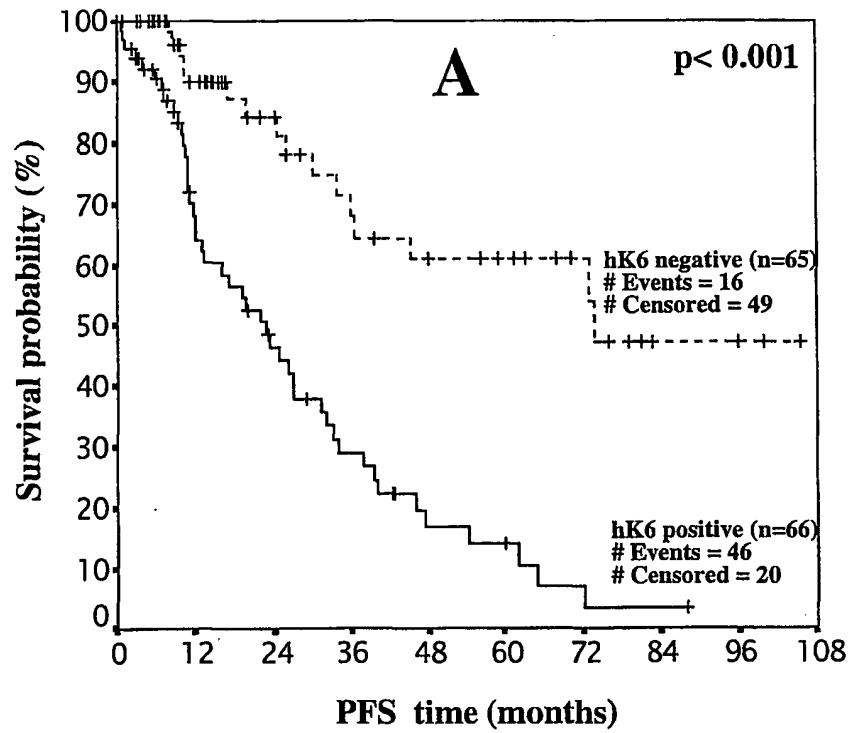 A
p< 0.001
Survival probability (%)
100
90
80
70
60
50
40
30
20
10
0
hK6 negative (n=65)
# Events = 16
# Censored = 49
hK6 positive (n=66)
# Events = 46
# Censored = 20
0 12 24 36 48 60 72 84 96 108
PFS time (months)